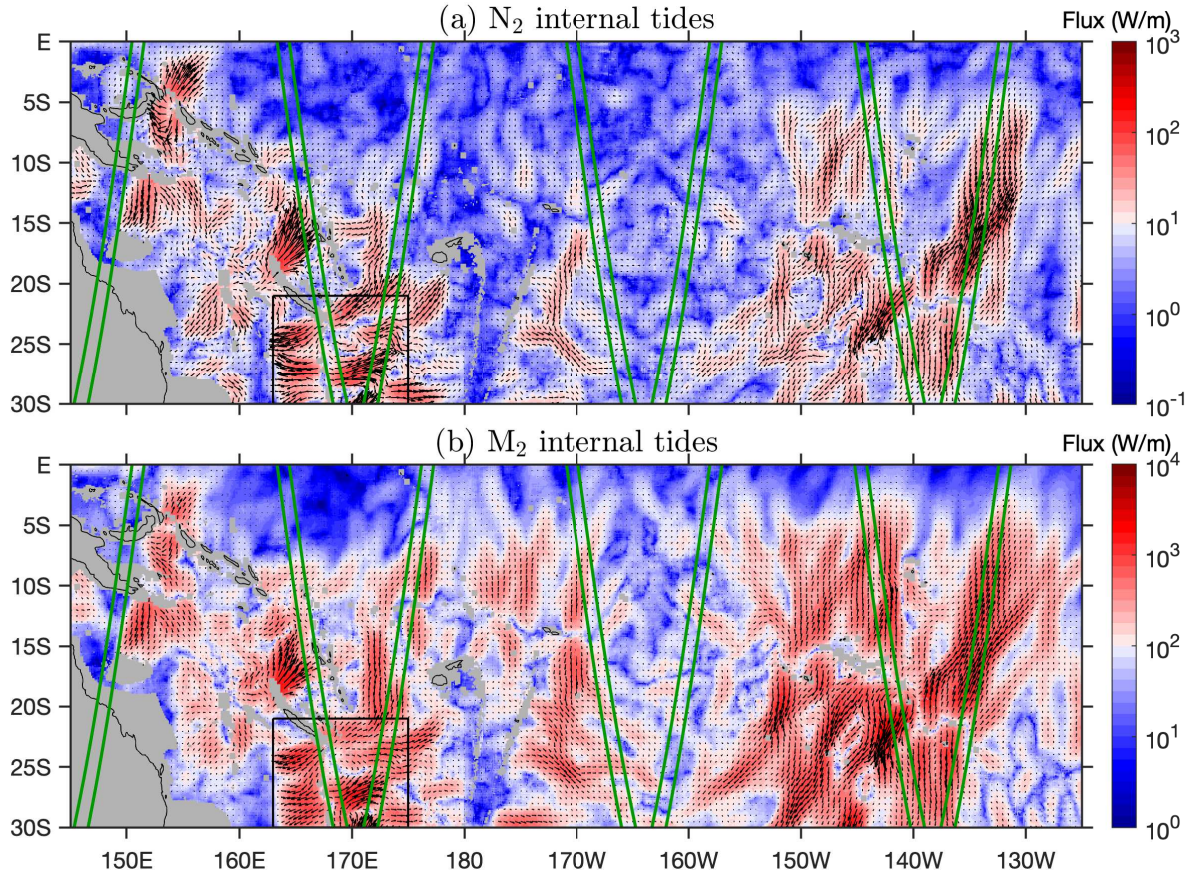 (a) N₂ internal tides
Flux (W/m)
E
5S
10S
15S
20S
25S
30S
10³
10²
10¹
10⁰
10⁻¹
(b) M₂ internal tides
Flux (W/m)
E
5S
10S
15S
20S
25S
30S
10⁴
10³
10²
10¹
10⁰
150E 160E 170E 180 170W 160W 150W 140W 130W